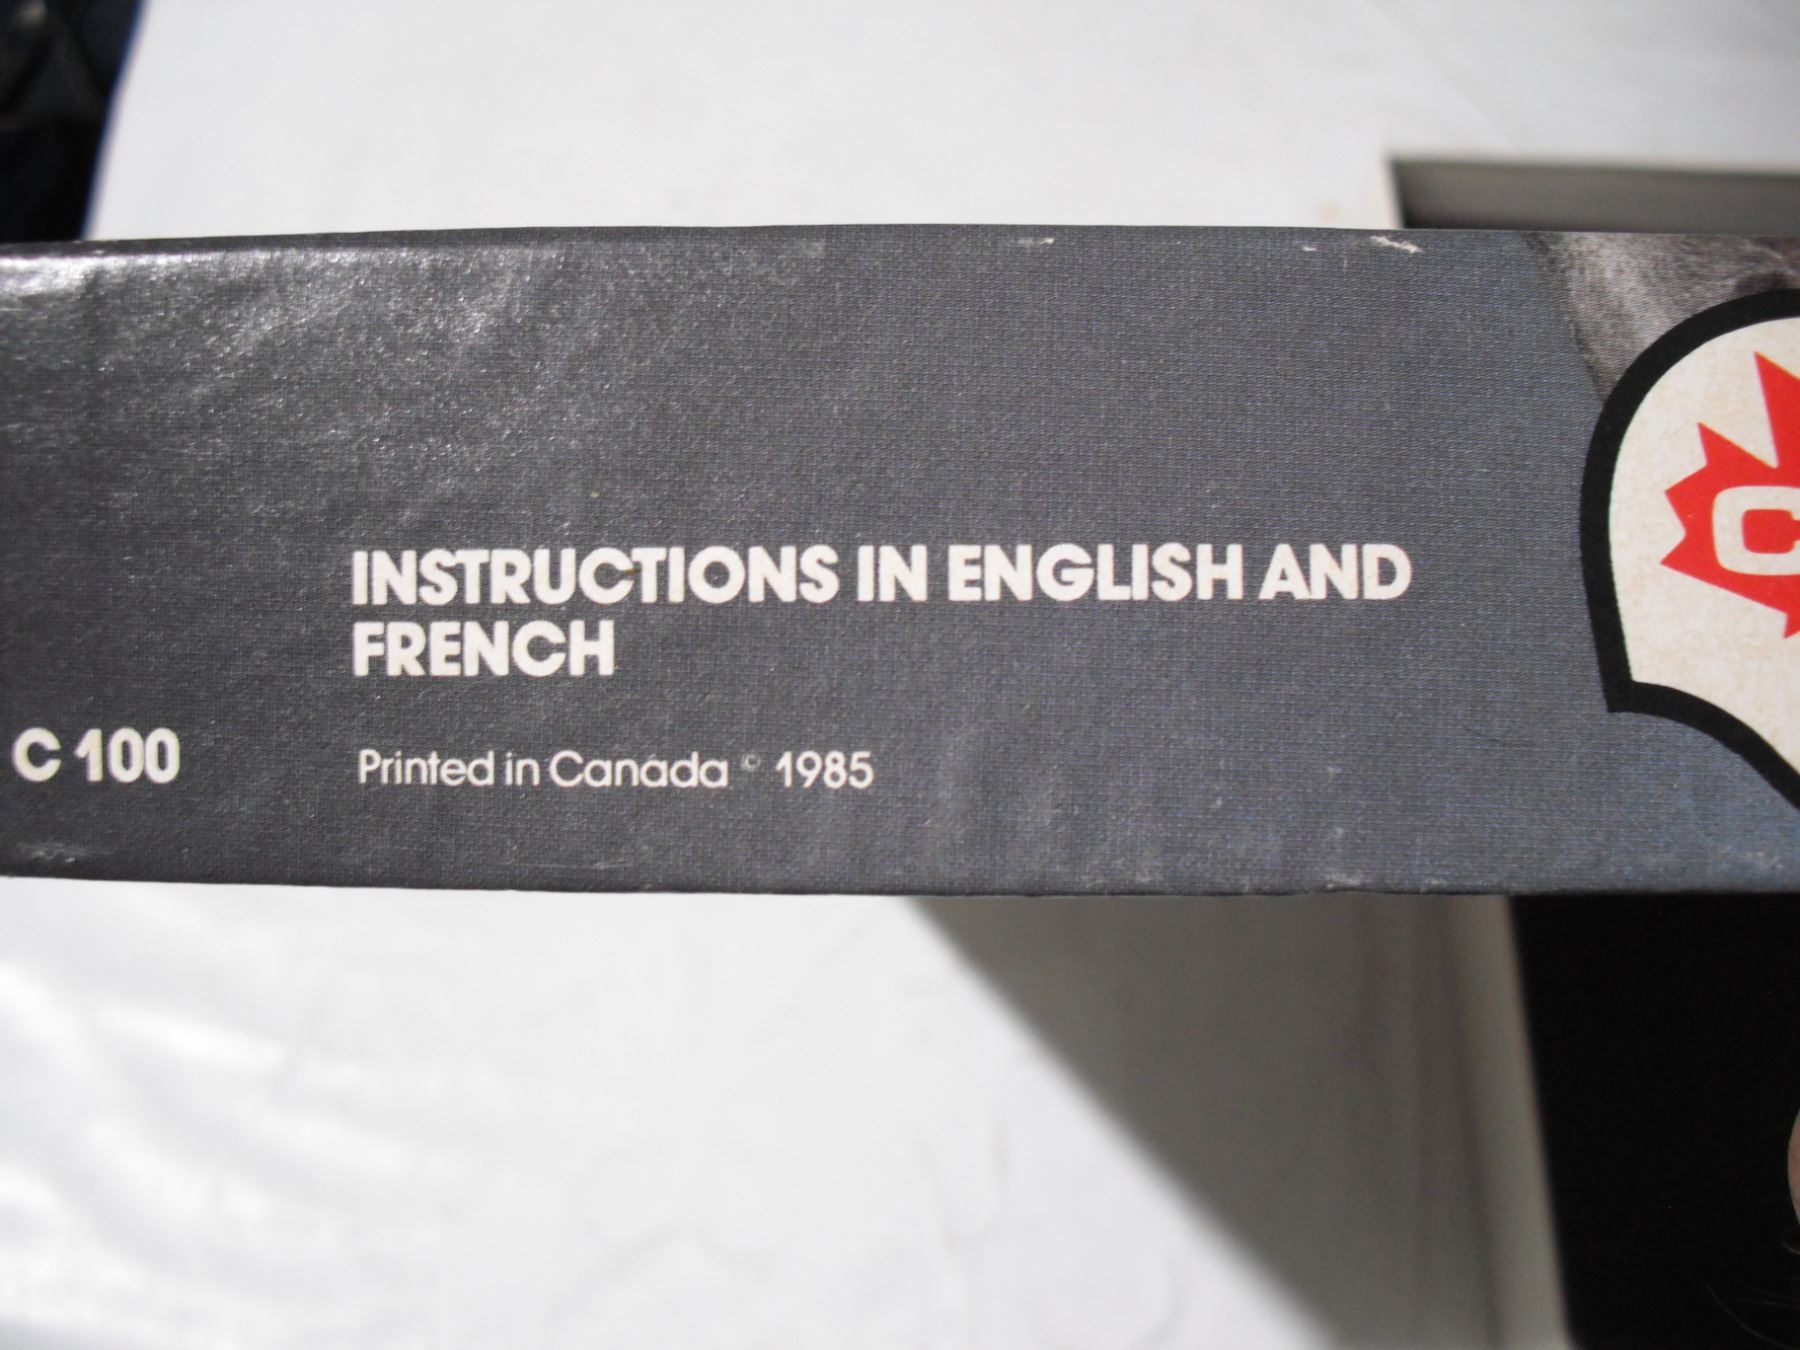 INSTRUCTIONS IN ENGLISH AND
FRENCH
C 100
Printed in Canada © 1985
C